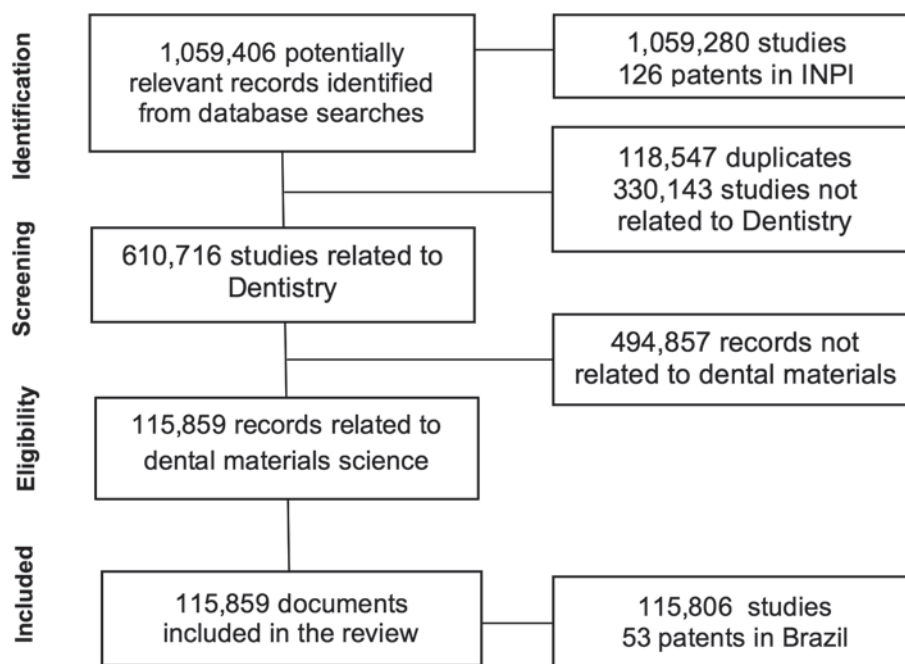 Identification
1,059,406 potentially
relevant records identified
from database searches
1,059,280 studies
126 patents in INPI
118,547 duplicates
330,143 studies not
related to Dentistry
Screening
610,716 studies related to
Dentistry
494,857 records not
related to dental materials
Eligibility
115,859 records related to
dental materials science
Included
115,859 documents
included in the review
115,806 studies
53 patents in Brazil